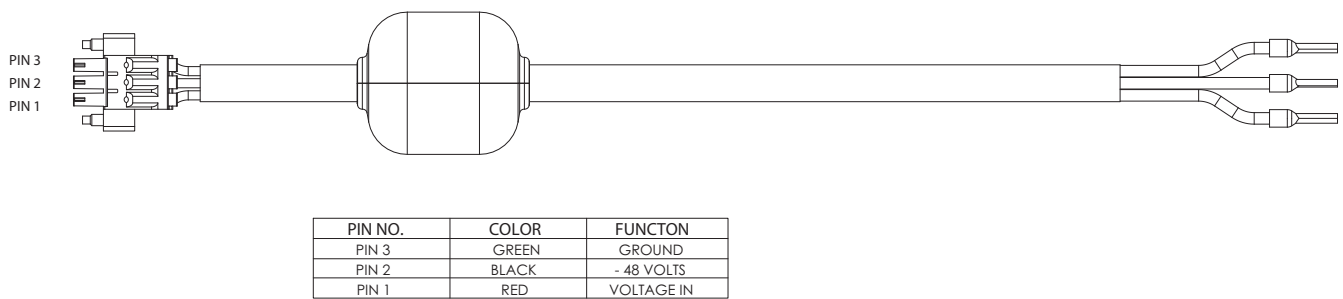 PIN 3
PIN 2
PIN 1
PIN NO. COLOR FUNCTON
PIN 3 GREEN GROUND
PIN 2 BLACK - 48 VOLTS
PIN 1 RED VOLTAGE IN